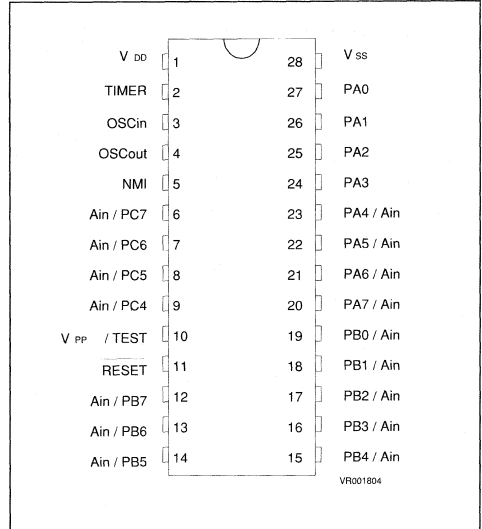 V DD 1 28 V SS
TIMER 2 27 PA0
OSCin 3 26 PA1
OSCout 4 25 PA2
NMI 5 24 PA3
Ain / PC7 6 23 PA4 / Ain
Ain / PC6 7 22 PA5 / Ain
Ain / PC5 8 21 PA6 / Ain
Ain / PC4 9 20 PA7 / Ain
V PP / TEST 10 19 PB0 / Ain
RESET 11 18 PB1 / Ain
Ain / PB7 12 17 PB2 / Ain
Ain / PB6 13 16 PB3 / Ain
Ain / PB5 14 15 PB4 / Ain
VR001804